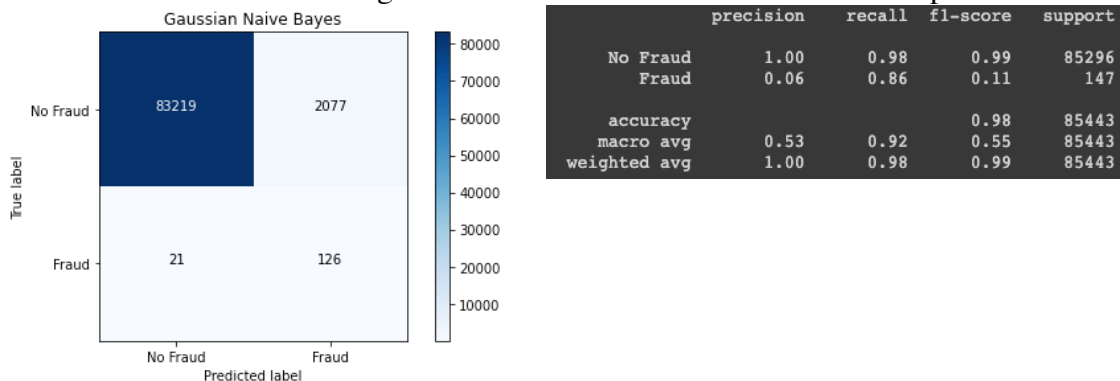 Gaussian Naive Bayes
No Fraud
Fraud
True label
83219
2077
21
126
No Fraud
Fraud
Predicted label
80000
70000
60000
50000
40000
30000
20000
10000
precision recall f1-score support
No Fraud 1.00 0.98 0.99 85296
Fraud 0.06 0.86 0.11 147
accuracy 0.98 85443
macro avg 0.53 0.92 0.55 85443
weighted avg 1.00 0.98 0.99 85443